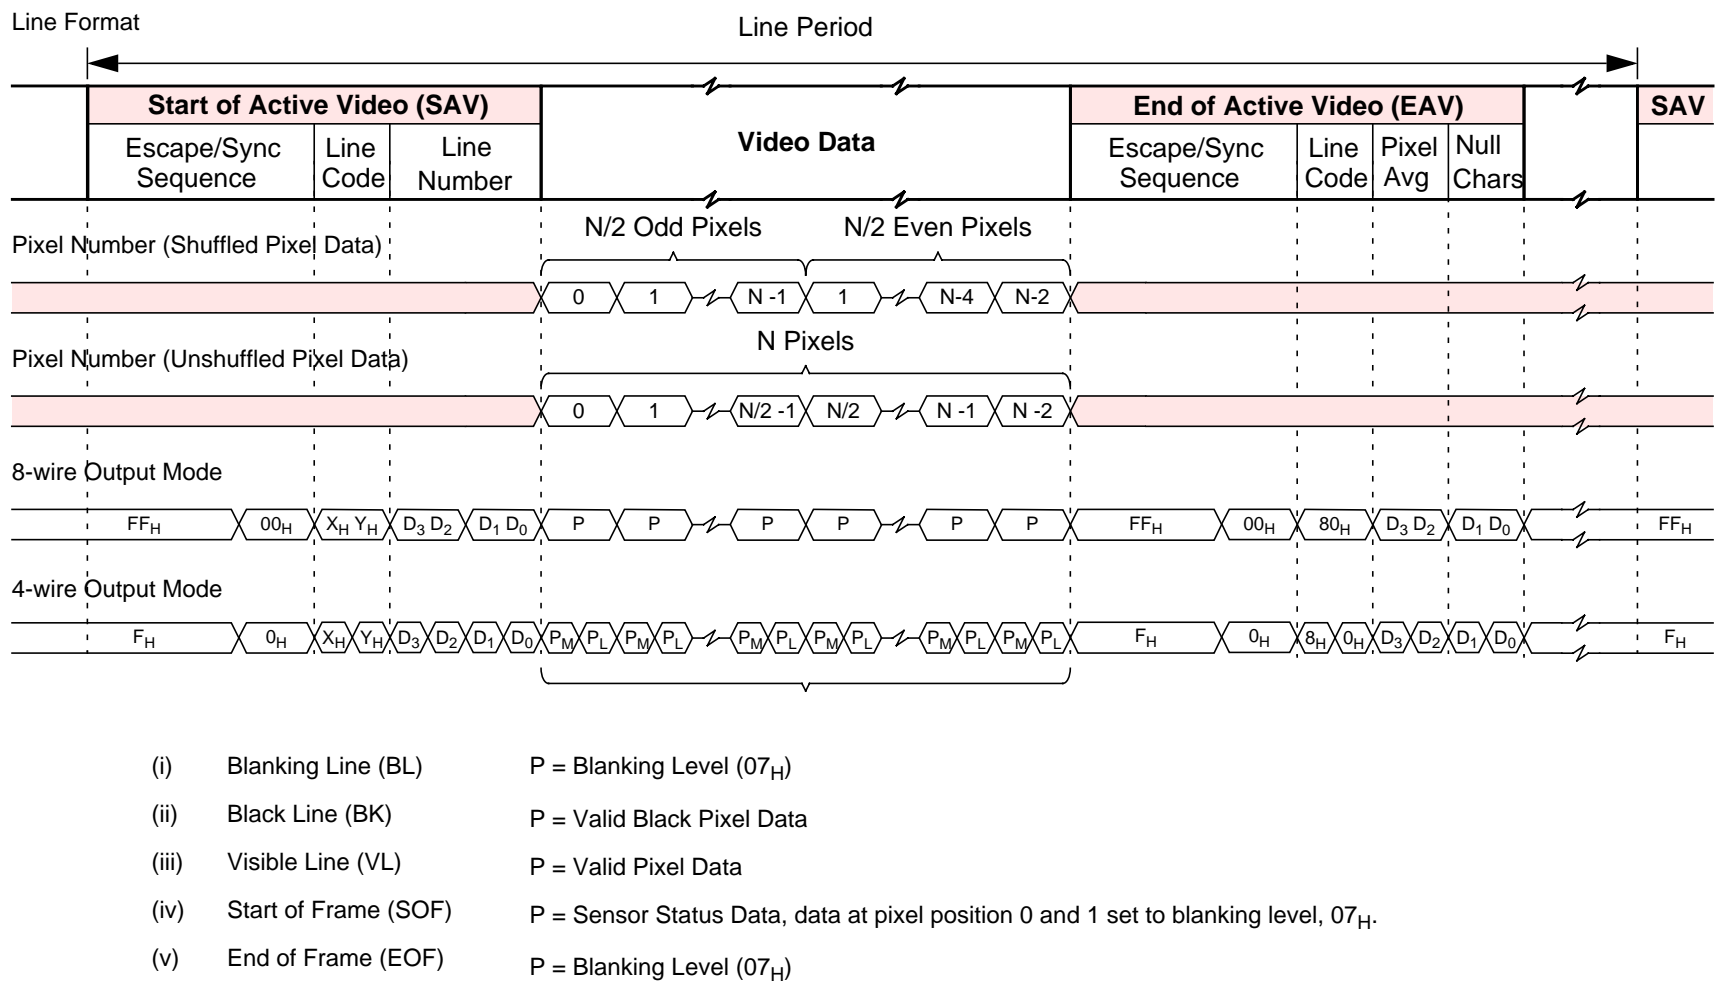 Line Format
Line Period
Start of Active Video (SAV)
Video Data
End of Active Video (EAV)
SAV
Escape/Sync Sequence
Line Code
Line Number
Escape/Sync Sequence
Line Code
Pixel Avg
Null Chars
N/2 Odd Pixels
N/2 Even Pixels
Pixel Number (Shuffled Pixel Data)
0 1 N -1 1 N-4 N-2
N Pixels
Pixel Number (Unshuffled Pixel Data)
0 1 N/2 -1 N/2 N -1 N -2
8-wire Output Mode
FFH 00H XH YH D3 D2 D1 D0 P P P P P P FFH 00H 80H D3 D2 D1 D0 FFH
4-wire Output Mode
FH 0H XH YH D3 D2 D1 D0 PM PL PM PL PM PL PM PL PM PL PM PL FH 0H 8H 0H D3 D2 D1 D0 FH
(i) Blanking Line (BL) P = Blanking Level (07H)
(ii) Black Line (BK) P = Valid Black Pixel Data
(iii) Visible Line (VL) P = Valid Pixel Data
(iv) Start of Frame (SOF) P = Sensor Status Data, data at pixel position 0 and 1 set to blanking level, 07H.
(v) End of Frame (EOF) P = Blanking Level (07H)